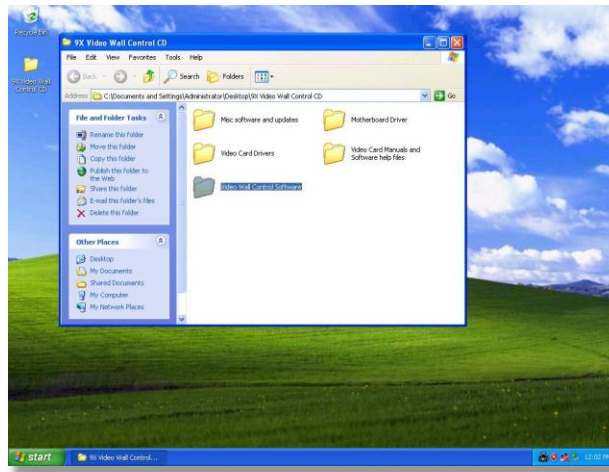 Recycle Bin
9X Video Wall
Control CD
9X Video Wall Control CD
File Edit View Favorites Tools Help
Back Search Folders
Address C:\Documents and Settings\Administrator\Desktop\9X Video Wall Control CD Go
File and Folder Tasks
Rename this folder
Move this folder
Copy this folder
Publish this folder to
the Web
Share this folder
E-mail this folder's files
Delete this folder
Other Places
Desktop
My Documents
Shared Documents
My Computer
My Network Places
Misc software and updates
Motherboard Driver
Video Card Drivers
Video Card Manuals and
Software help files
Video Wall Control Software
start
9X Video Wall Control...
12:02 PM